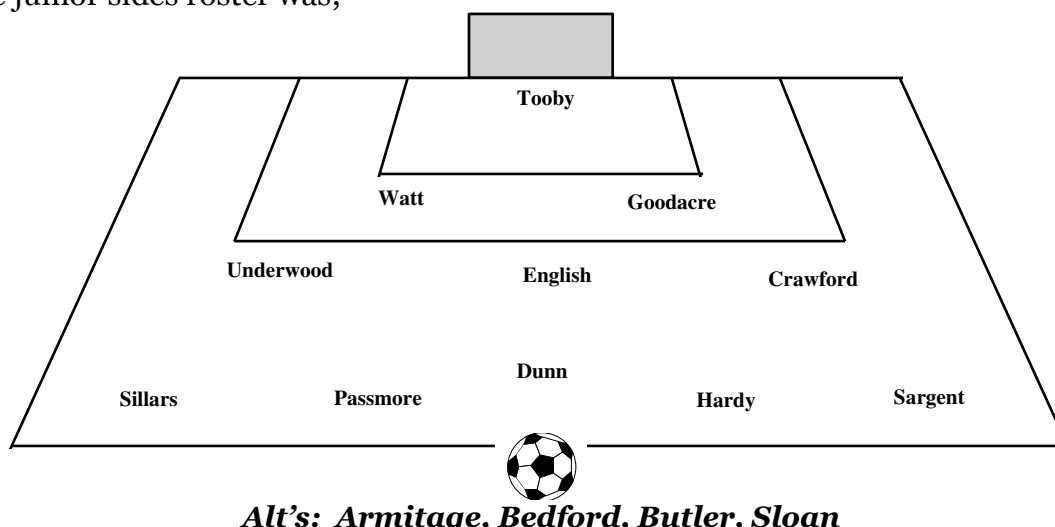 junior sides roster was,
Tooby
Watt Goodacre
Underwood English Crawford
Dunn
Sillars Passmore Hardy Sargent
Alt's: Armitage, Bedford, Butler, Sloan